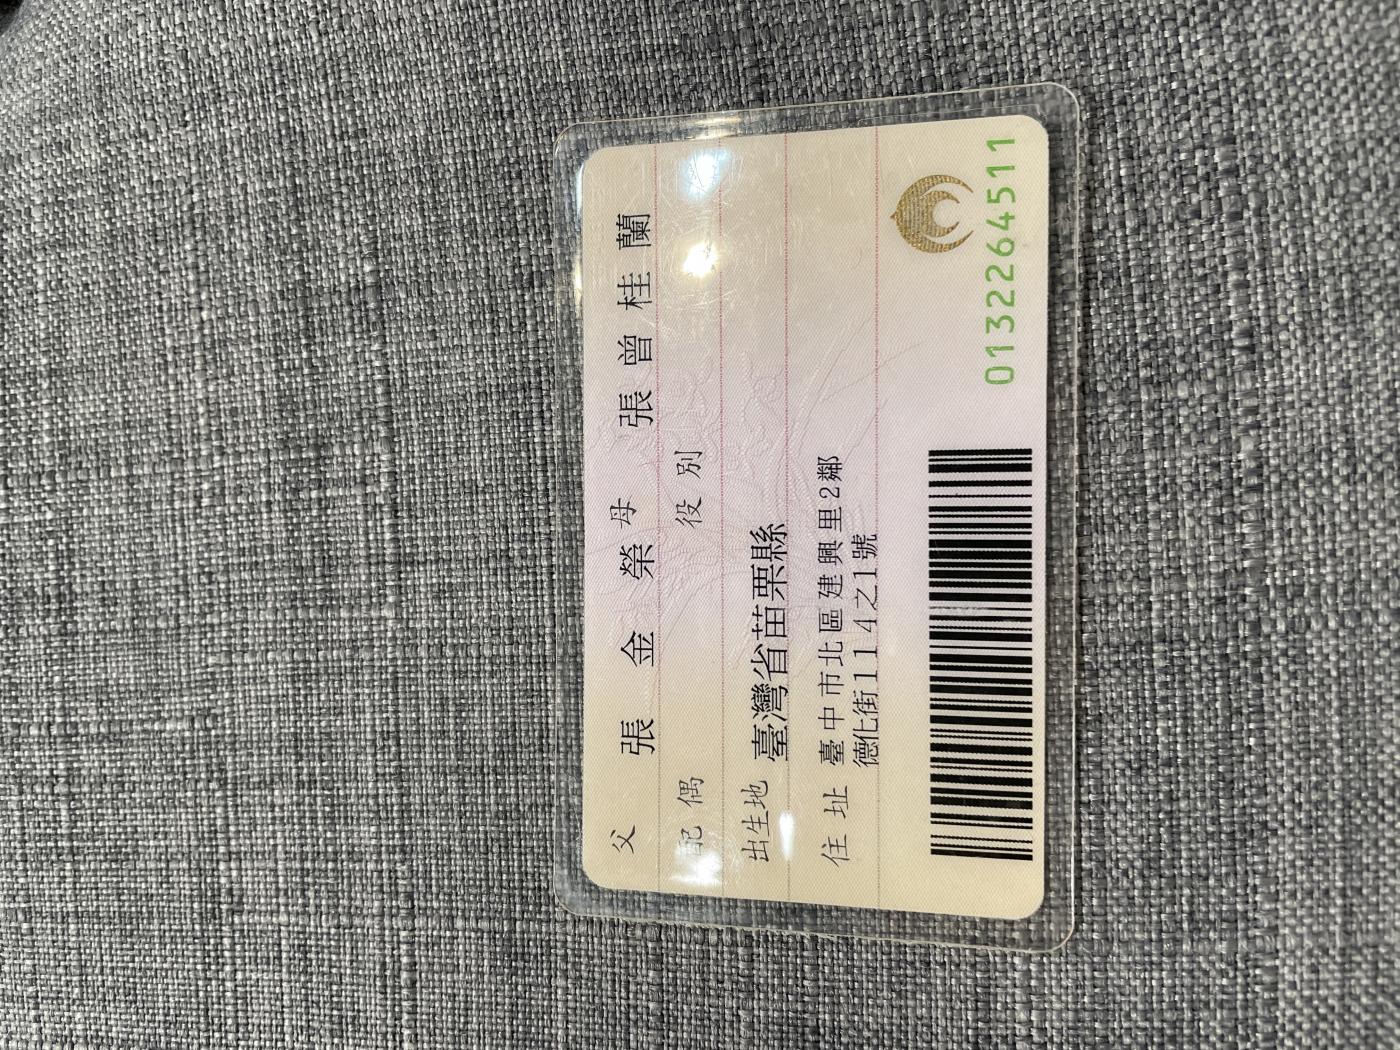 父 張金榮 母 張曾桂蘭
配偶 役別
出生地 臺灣省苗栗縣
住址 臺中市北區建興里2鄰
德化街1114之1號
0132264511